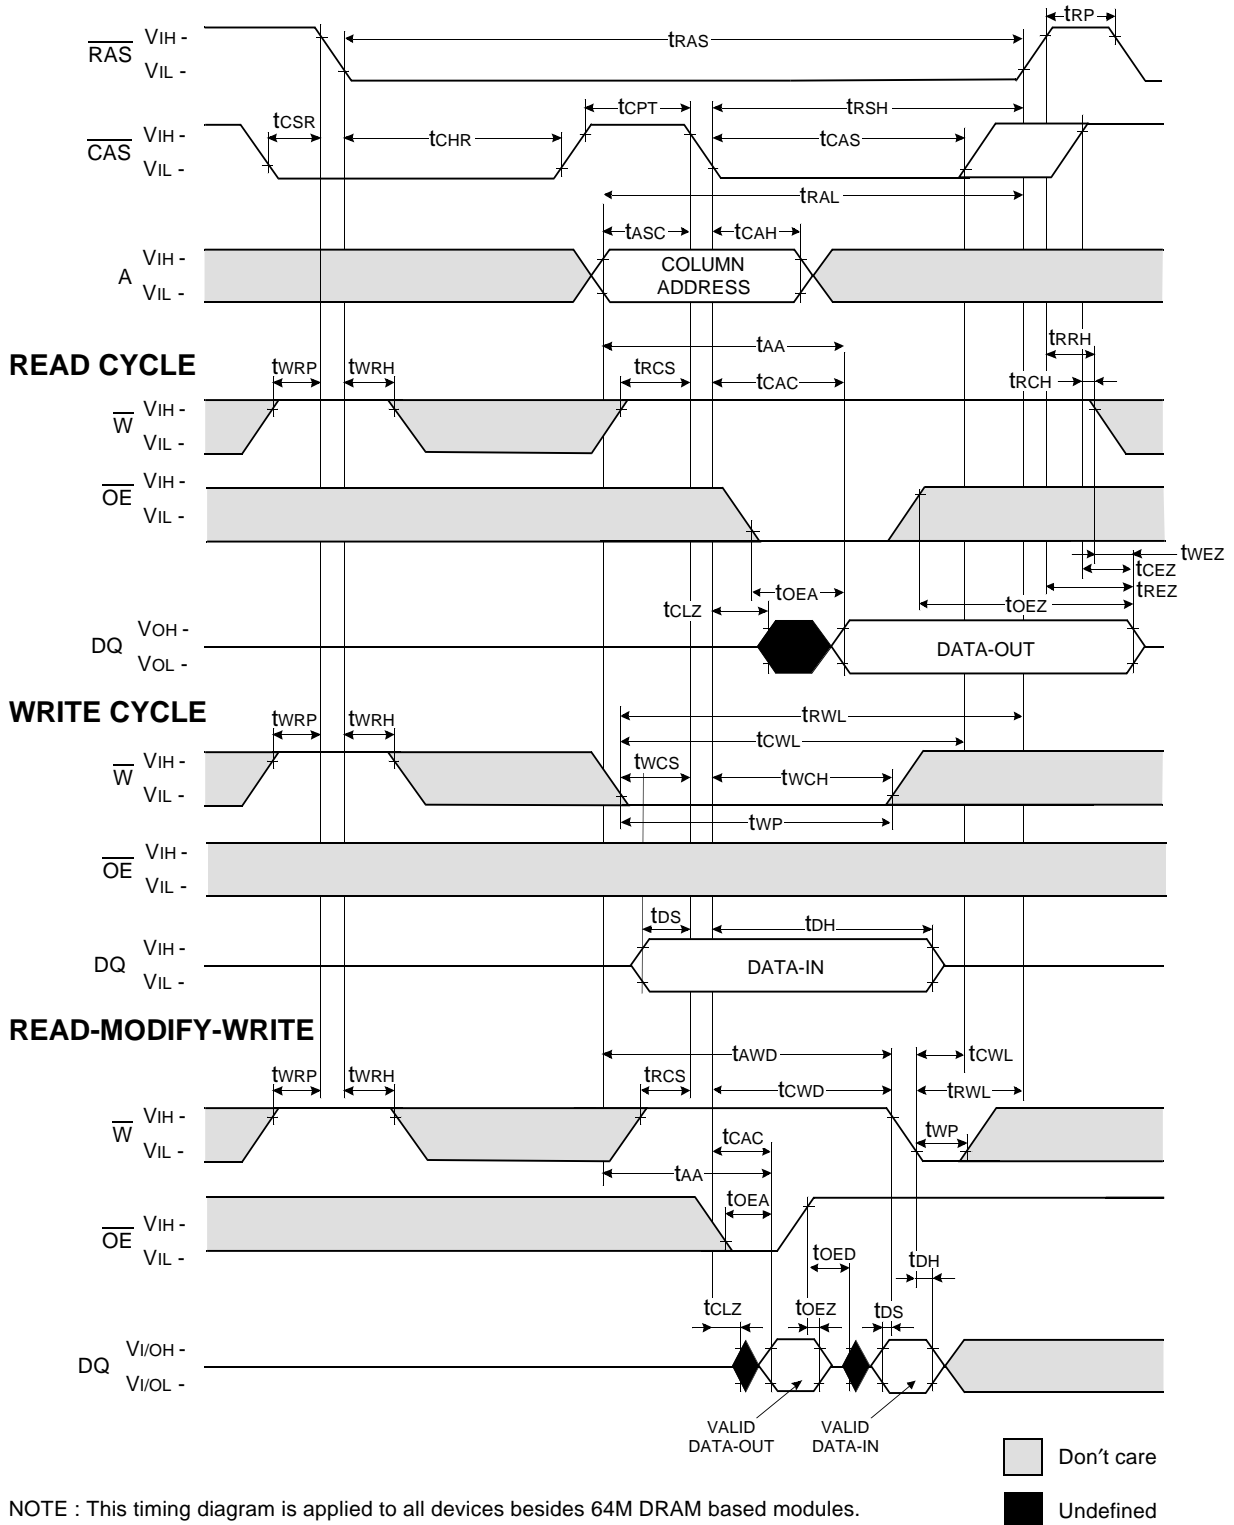 tRP
RAS
VIH -
VIL -
tRAS
CAS
VIH -
VIL -
tCSR
tCHR
tCPT
tRSH
tCAS
tRAL
tASC
tCAH
A
VIH -
VIL -
COLUMN
ADDRESS
tAA
READ CYCLE
tWRP
tWRH
tRCS
tCAC
tRRH
tRCH
W
VIH -
VIL -
OE
VIH -
VIL -
tWEZ
tCEZ
tREZ
tOEZ
tOEA
tCLZ
DQ
VOH -
VOL -
DATA-OUT
WRITE CYCLE
tWRP
tWRH
tRWL
tCWL
tWCS
tWCH
tWP
W
VIH -
VIL -
OE
VIH -
VIL -
tDS
tDH
DQ
VIH -
VIL -
DATA-IN
READ-MODIFY-WRITE
tAWD
tCWL
tWRP
tWRH
tRCS
tCWD
tRWL
W
VIH -
VIL -
tCAC
tWP
tAA
tOEA
OE
VIH -
VIL -
tOED
tDH
tCLZ
tOEZ
tDS
DQ
VI/OH -
VI/OL -
VALID
DATA-OUT
VALID
DATA-IN
Don′t care
NOTE : This timing diagram is applied to all devices besides 64M DRAM based modules.
Undefined